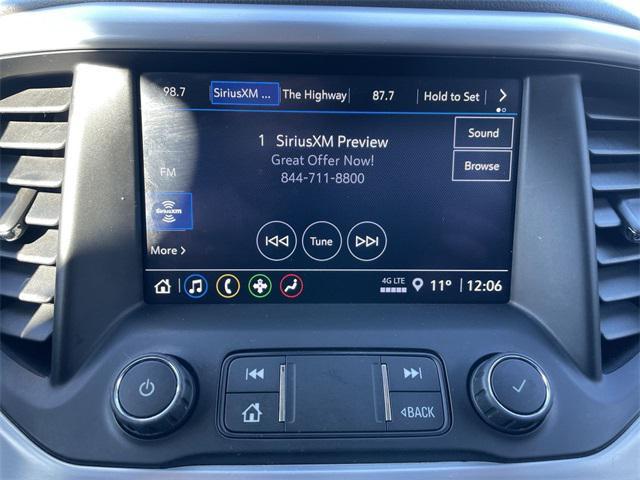 98.7 SiriusXM ... The Highway 87.7 Hold to Set
1 SiriusXM Preview
Sound
Great Offer Now!
Browse
844-711-8800
FM
SiriusXM
Tune
More
4G LTE 11° 12:06
BACK